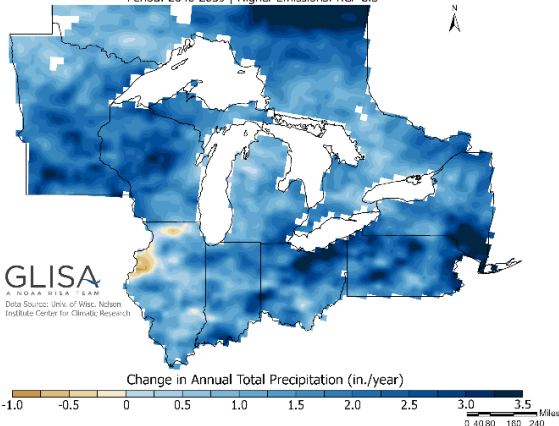 N
GLISA
A NOAA RISA TEAM
Data Source: Univ. of Wisc. Nelson
Institute Center for Climatic Research
Change in Annual Total Precipitation (in./year)
-1.0 -0.5 0 0.5 1.0 1.5 2.0 2.5 3.0 3.5
Miles
0 40 80 160 240